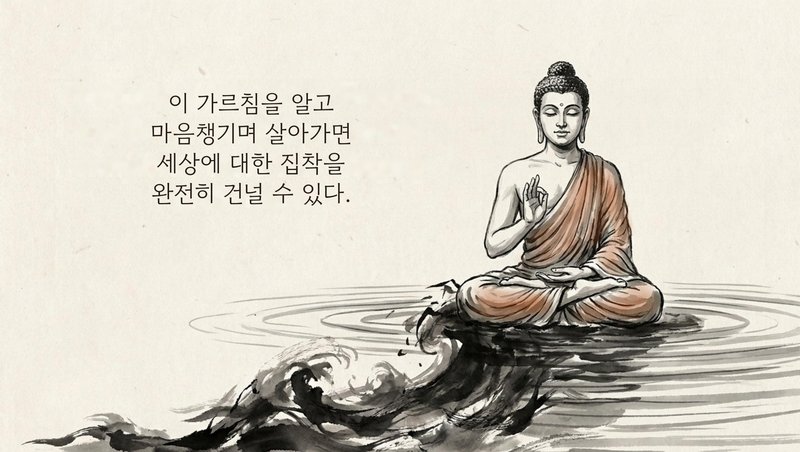 이 가르침을 알고
마음챙기며 살아가면
세상에 대한 집착을
완전히 건널 수 있다.